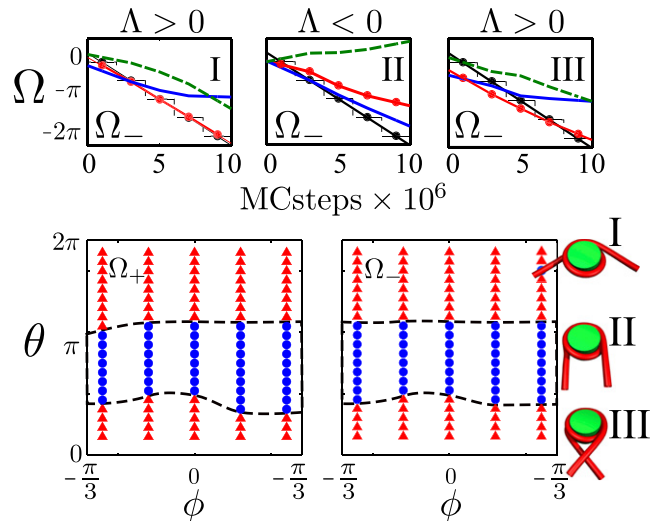 Λ > 0 Λ < 0 Λ > 0
0 I II III
Ω -π
-2π Ω₋ Ω₋ Ω₋
0 5 10 0 5 10 0 5 10
MCsteps × 10⁶
2π Ω₊ Ω₋ I
θ π II
0 III
-π/3 0 -π/3 -π/3 0 -π/3
φ φ